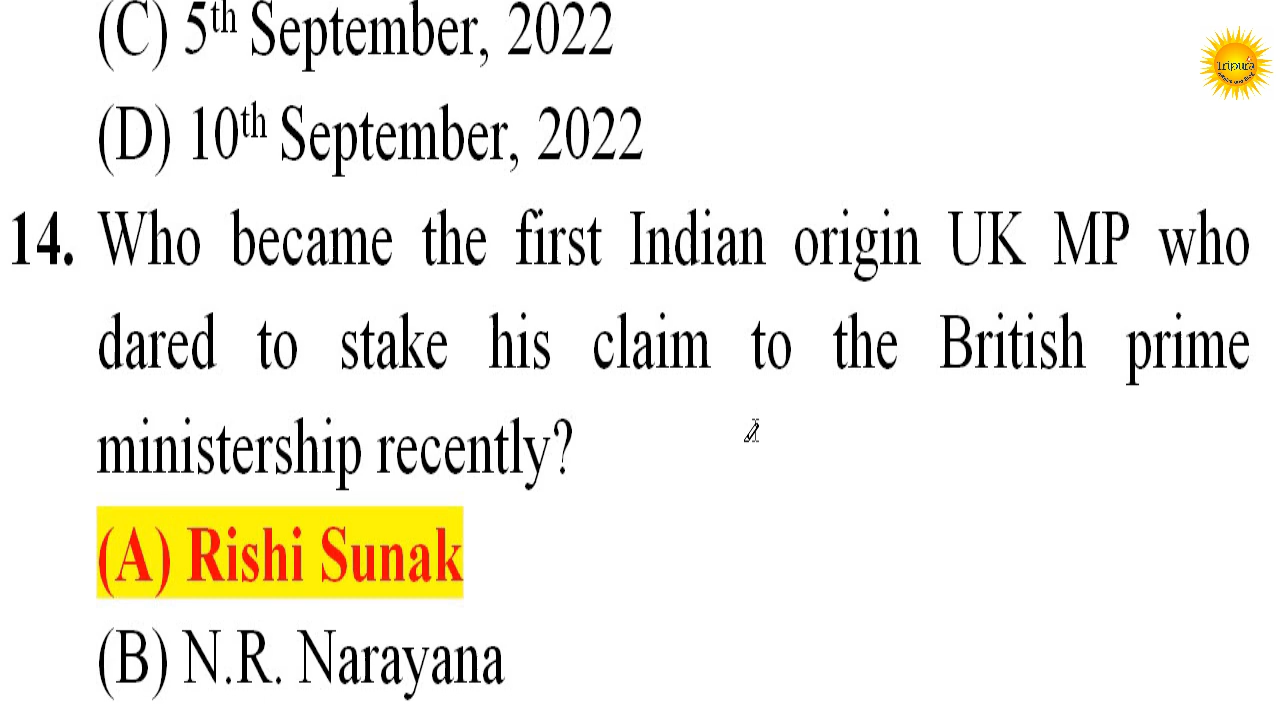 (C) 5th September, 2022
Tripura
(D) 10th September, 2022
14. Who became the first Indian origin UK MP who
dared to stake his claim to the British prime
ministership recently?
(A) Rishi Sunak
(B) N.R. Narayana